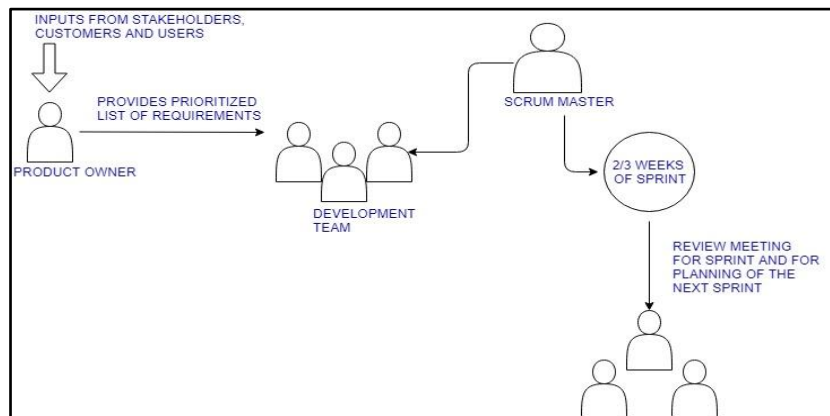 INPUTS FROM STAKEHOLDERS,
CUSTOMERS AND USERS
PROVIDES PRIORITIZED
LIST OF REQUIREMENTS
PRODUCT OWNER
DEVELOPMENT
TEAM
SCRUM MASTER
2/3 WEEKS
OF SPRINT
REVIEW MEETING
FOR SPRINT AND FOR
PLANNING OF THE
NEXT SPRINT